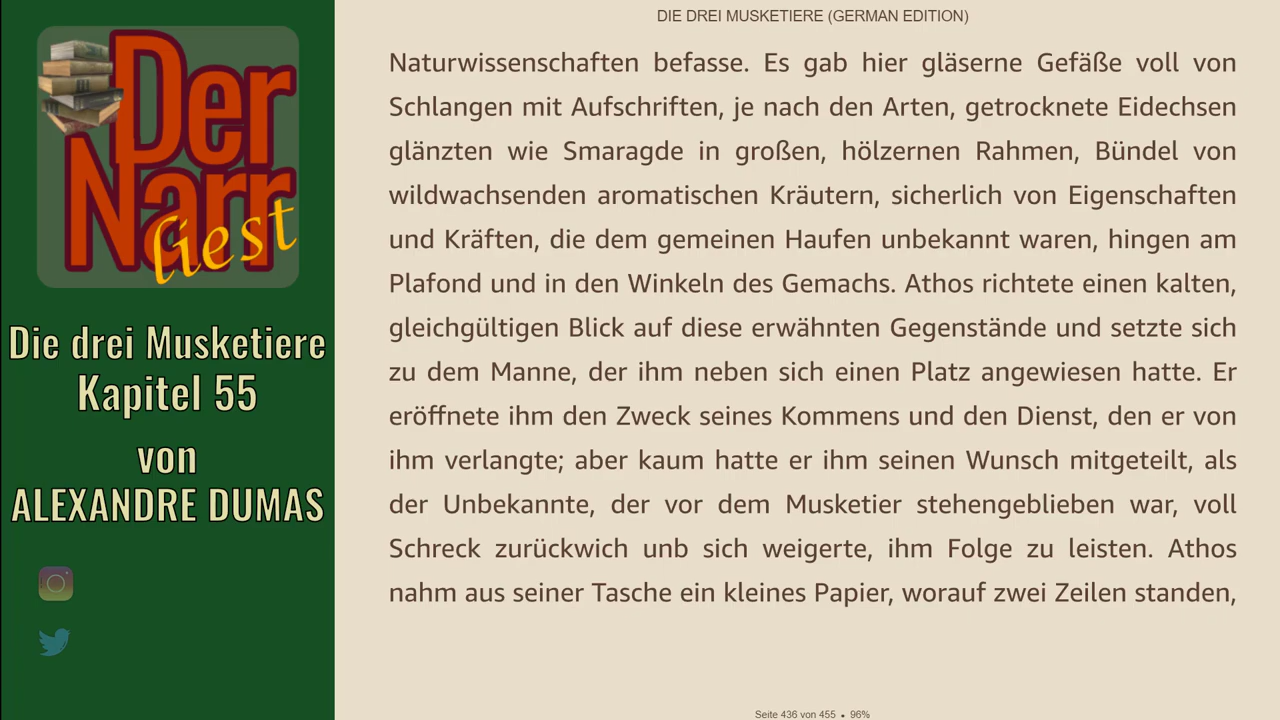 Der
Narr
liest
Die drei Musketiere
Kapitel 55
von
ALEXANDRE DUMAS
DIE DREI MUSKETIERE (GERMAN EDITION)
Naturwissenschaften befasse. Es gab hier gläserne Gefäße voll von
Schlangen mit Aufschriften, je nach den Arten, getrocknete Eidechsen
glänzten wie Smaragde in großen, hölzernen Rahmen, Bündel von
wildwachsenden aromatischen Kräutern, sicherlich von Eigenschaften
und Kräften, die dem gemeinen Haufen unbekannt waren, hingen am
Plafond und in den Winkeln des Gemachs. Athos richtete einen kalten,
gleichgültigen Blick auf diese erwähnten Gegenstände und setzte sich
zu dem Manne, der ihm neben sich einen Platz angewiesen hatte. Er
eröffnete ihm den Zweck seines Kommens und den Dienst, den er von
ihm verlangte; aber kaum hatte er ihm seinen Wunsch mitgeteilt, als
der Unbekannte, der vor dem Musketier stehengeblieben war, voll
Schreck zurückwich unb sich weigerte, ihm Folge zu leisten. Athos
nahm aus seiner Tasche ein kleines Papier, worauf zwei Zeilen standen,
Seite 436 von 455 • 96%